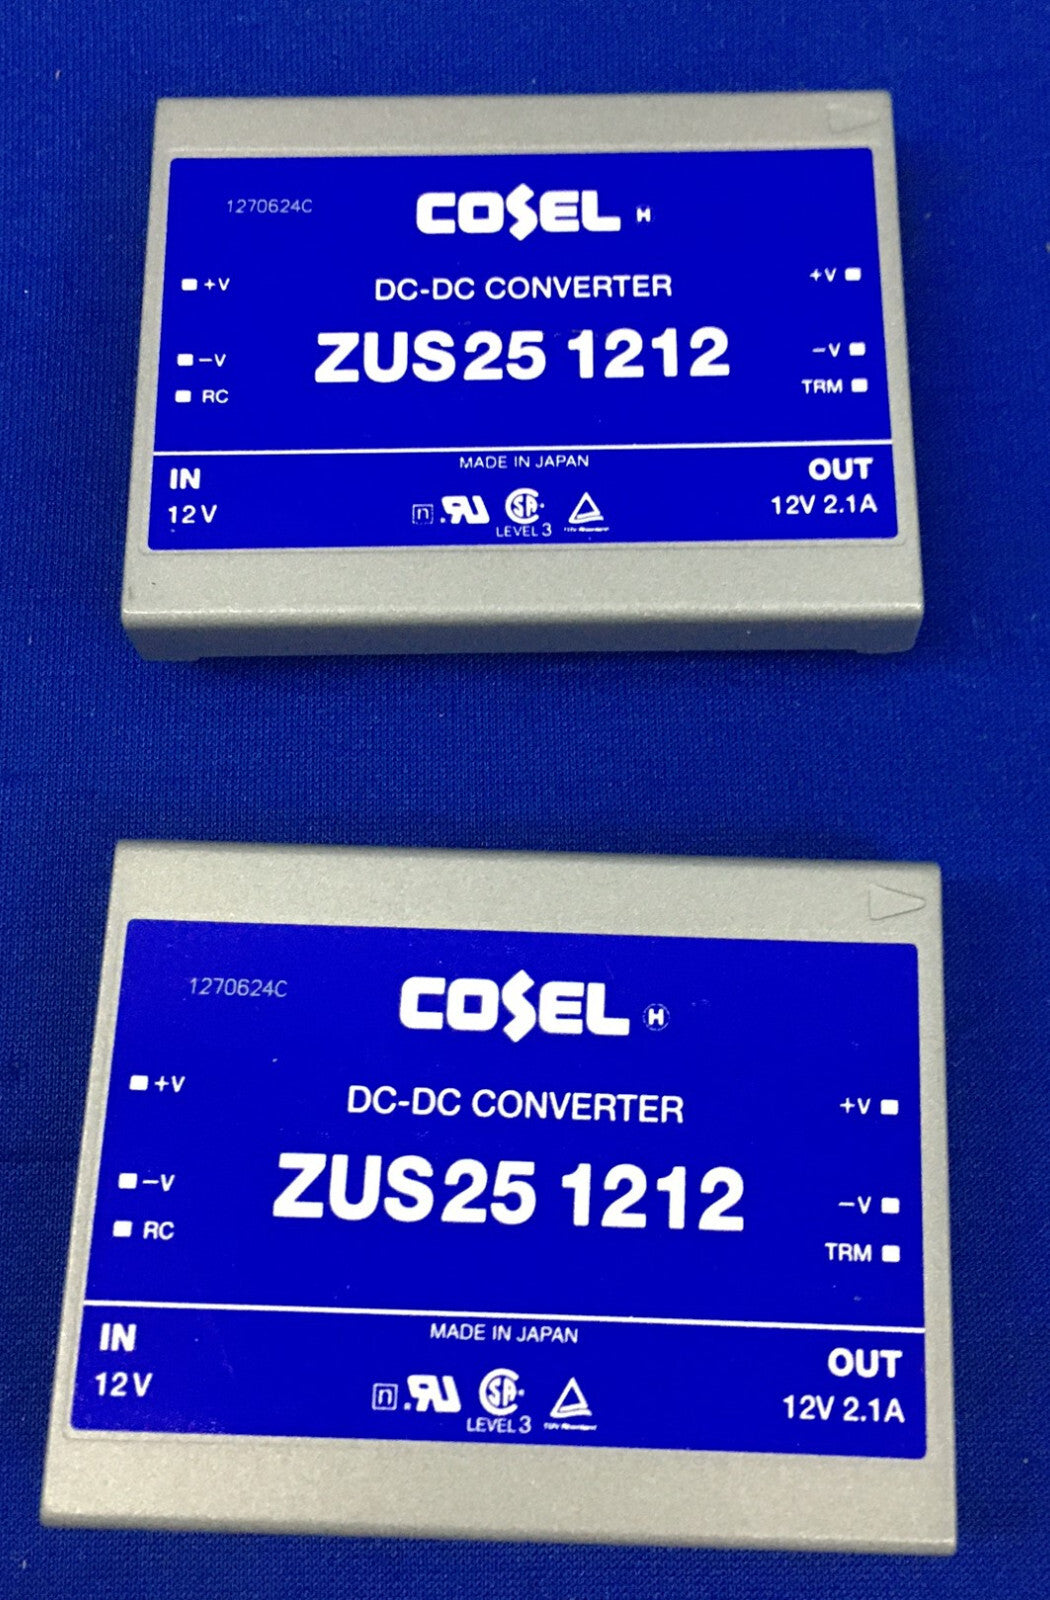 1270624C
COSEL H
DC-DC CONVERTER
+V
+V
ZUS25 1212
-V
-V
RC
TRM
MADE IN JAPAN
IN
OUT
12V
12V 2.1A
n
SA
LEVEL 3
1270624C
COSEL H
DC-DC CONVERTER
+V
+V
ZUS25 1212
-V
-V
RC
TRM
MADE IN JAPAN
IN
OUT
12V
12V 2.1A
n
SA
LEVEL 3